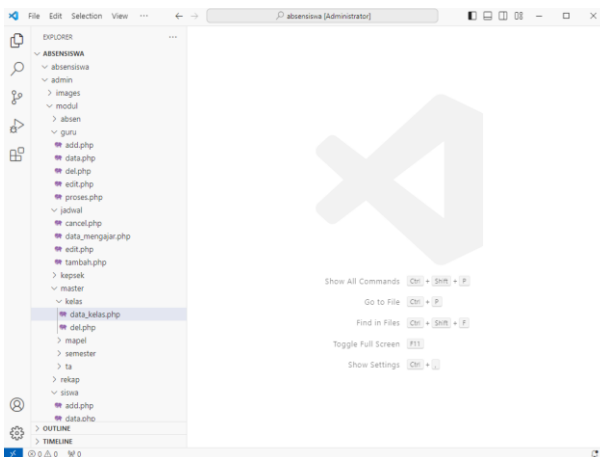 File Edit Selection View ... absensiswa [Administrator]
EXPLORER ...
ABSENSISWA
absensiswa
admin
images
modul
absen
guru
add.php
data.php
del.php
edit.php
proses.php
jadwal
cancel.php
data_mengajar.php
edit.php
tambah.php
kepsek
master
kelas
data_kelas.php
del.php
mapel
semester
ta
rekap
siswa
add.php
data.php
OUTLINE
TIMELINE
0 0 0
Show All Commands Ctrl + Shift + P
Go to File Ctrl + P
Find in Files Ctrl + Shift + F
Toggle Full Screen F11
Show Settings Ctrl + ,